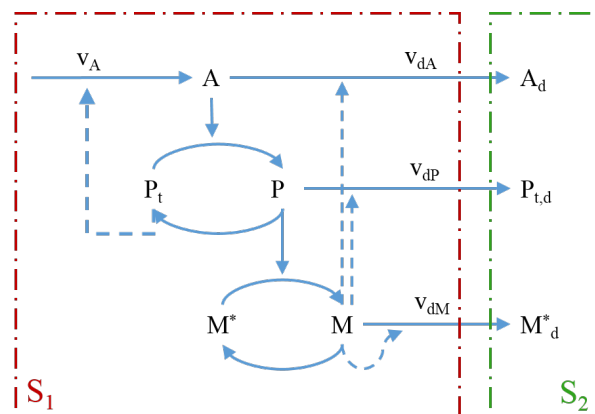 v_A A v_dA A_d
P_t P v_dP P_t,d
M* M v_dM M*_d
S_1 S_2